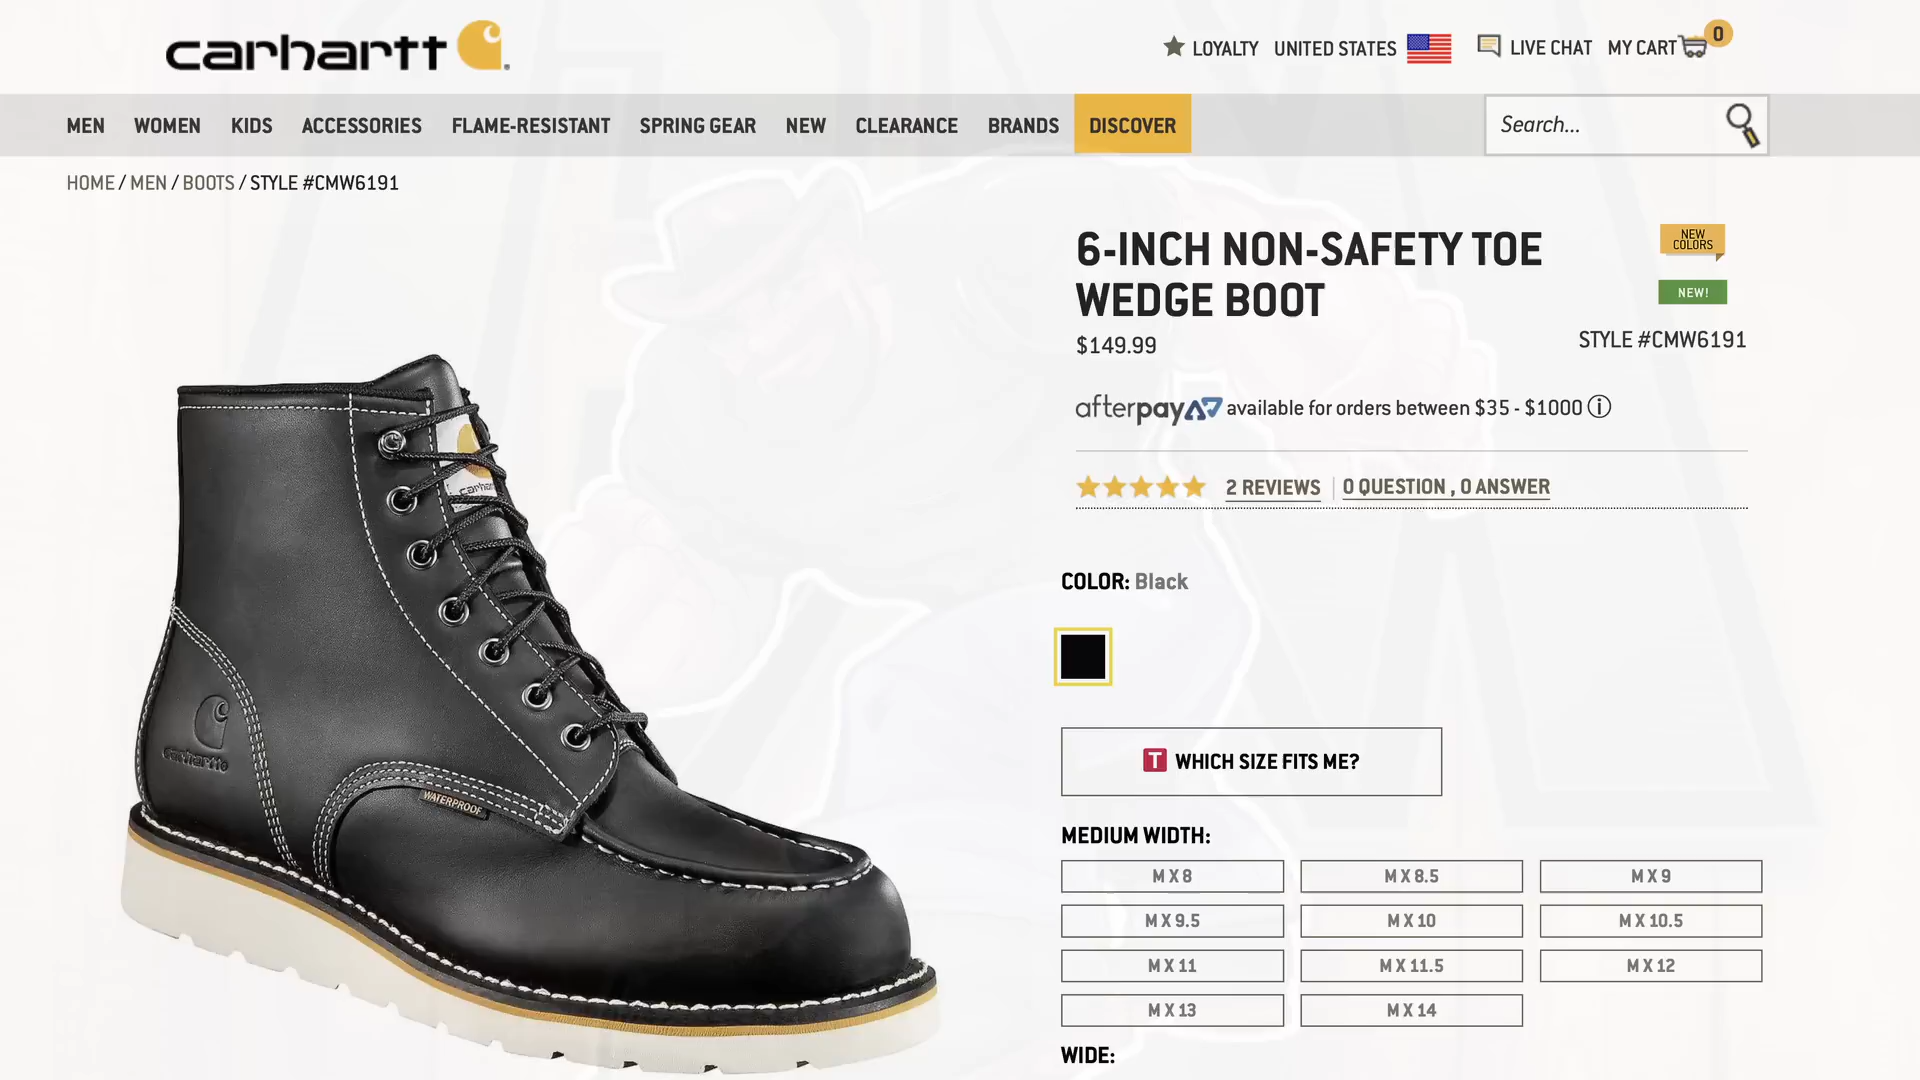 carhartt
LOYALTY UNITED STATES LIVE CHAT MY CART 0
MEN WOMEN KIDS ACCESSORIES FLAME-RESISTANT SPRING GEAR NEW CLEARANCE BRANDS DISCOVER Search...
HOME / MEN / BOOTS / STYLE #CMW6191
6-INCH NON-SAFETY TOE
WEDGE BOOT
NEW
COLORS
NEW!
$149.99
STYLE #CMW6191
afterpay available for orders between $35 - $1000
2 REVIEWS 0 QUESTION , 0 ANSWER
COLOR: Black
T WHICH SIZE FITS ME?
MEDIUM WIDTH:
M X 8 M X 8.5 M X 9
M X 9.5 M X 10 M X 10.5
M X 11 M X 11.5 M X 12
M X 13 M X 14
WIDE:
carhartt
WATERPROOF